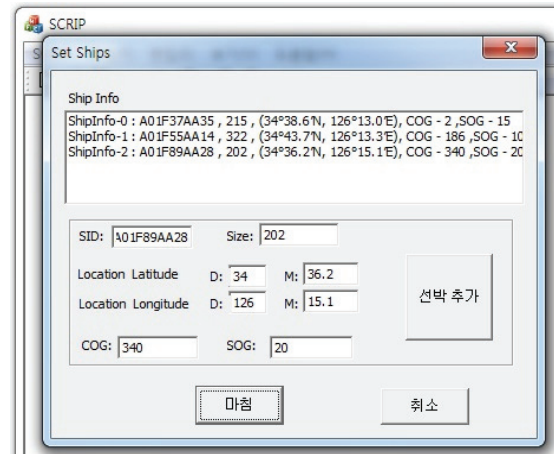 SCRIP
Set Ships
Ship Info
ShipInfo-0 : A01F37AA35 , 215 , (34°38.6'N, 126°13.0'E), COG - 2 ,SOG - 15
ShipInfo-1 : A01F55AA14 , 322 , (34°43.7'N, 126°13.3'E), COG - 186 ,SOG - 10
ShipInfo-2 : A01F89AA28 , 202 , (34°36.2'N, 126°15.1'E), COG - 340 ,SOG - 20
SID: A01F89AA28 Size: 202
Location Latitude D: 34 M: 36.2
Location Longitude D: 126 M: 15.1
선박 추가
COG: 340 SOG: 20
마침 취소